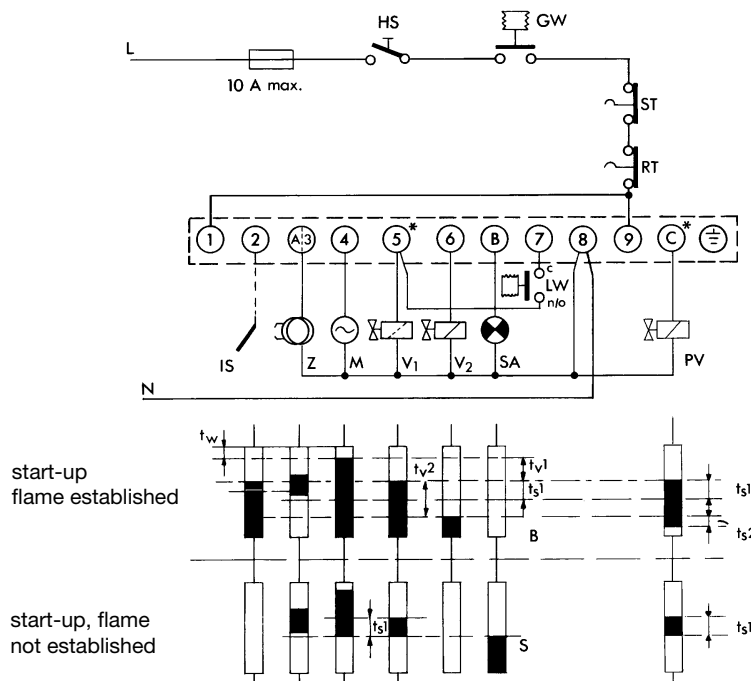 HS
GW
L
10 A max.
ST
RT
1 2 A 3 4 5 * 6 B 7 8 9 C *
c
LW
n/o
IS Z M V1 V2 SA PV
N
tw
start-up
flame established
tv2
tv1
ts1
ts1
ts2
B
start-up, flame
not established
ts1
S
ts1